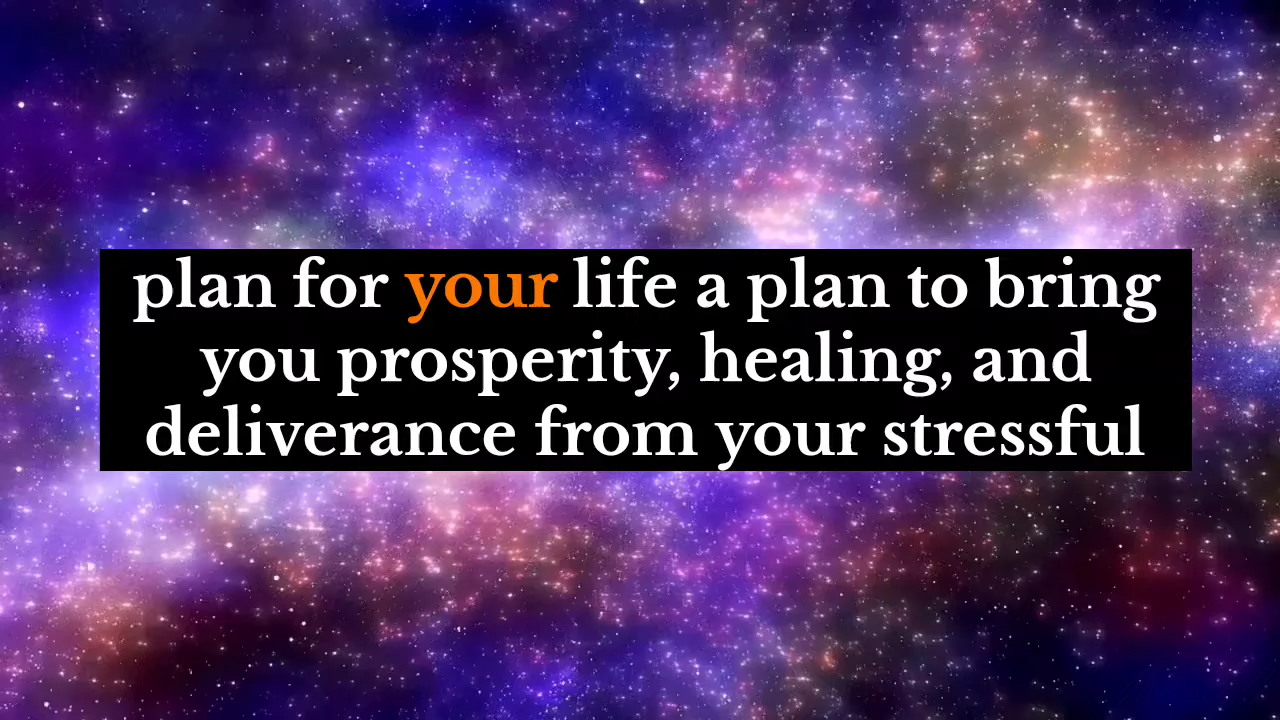 plan for your life a plan to bring
you prosperity, healing, and
deliverance from your stressful